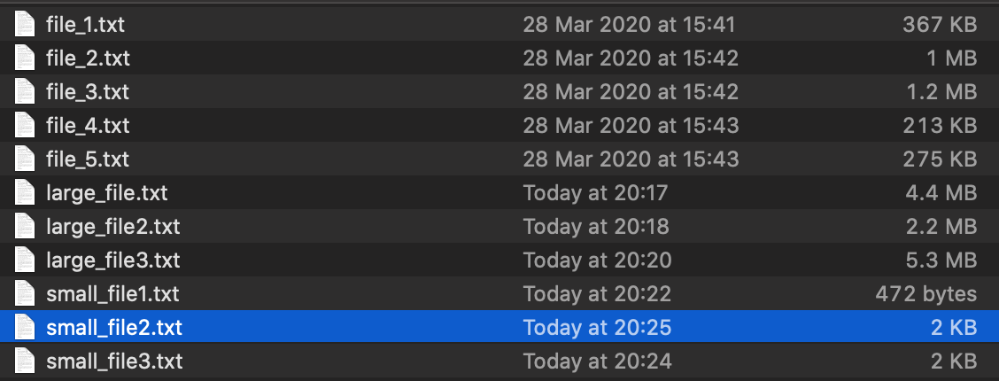 file_1.txt 28 Mar 2020 at 15:41 367 KB
file_2.txt 28 Mar 2020 at 15:42 1 MB
file_3.txt 28 Mar 2020 at 15:42 1.2 MB
file_4.txt 28 Mar 2020 at 15:43 213 KB
file_5.txt 28 Mar 2020 at 15:43 275 KB
large_file.txt Today at 20:17 4.4 MB
large_file2.txt Today at 20:18 2.2 MB
large_file3.txt Today at 20:20 5.3 MB
small_file1.txt Today at 20:22 472 bytes
small_file2.txt Today at 20:25 2 KB
small_file3.txt Today at 20:24 2 KB